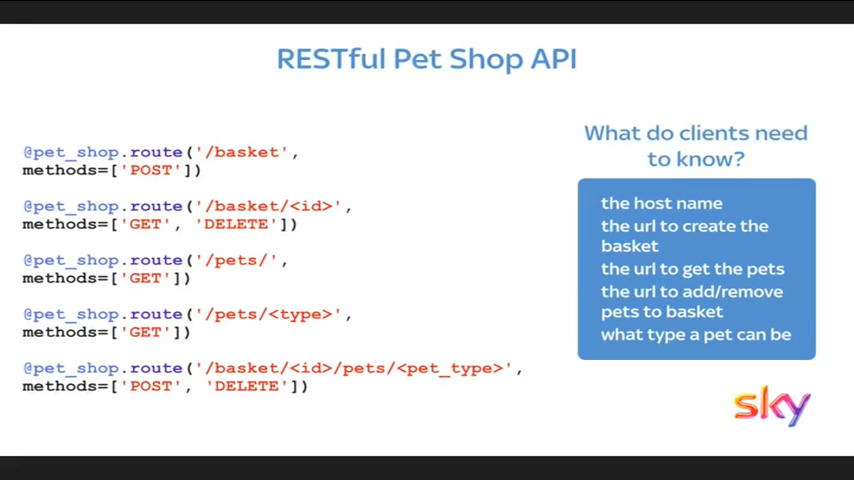 RESTful Pet Shop API
@pet_shop.route('/basket',
methods=['POST'])
@pet_shop.route('/basket/<id>',
methods=['GET', 'DELETE'])
@pet_shop.route('/pets/',
methods=['GET'])
@pet_shop.route('/pets/<type>',
methods=['GET'])
@pet_shop.route('/basket/<id>/pets/<pet_type>',
methods=['POST', 'DELETE'])
What do clients need
to know?
the host name
the url to create the
basket
the url to get the pets
the url to add/remove
pets to basket
what type a pet can be
sky